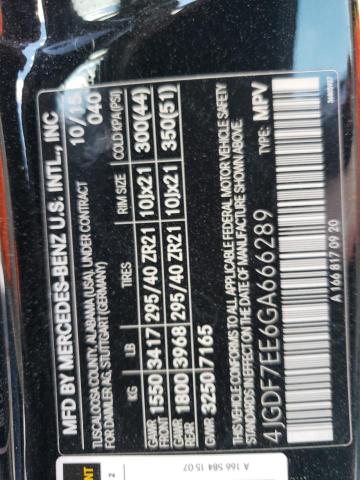 MFD BY MERCEDES-BENZ U.S. INTL., INC.
TUSCALOOSA COUNTY, ALABAMA (USA), UNDER CONTRACT 10/15
FOR DAIMLER AG, STUTTGART (GERMANY) 040
KG LB TIRES RIM SIZE COLD KPA (PSI)
GAWR FRONT 1550 3417 295/40 ZR21 10Jx21 300(44)
GAWR REAR 1800 3968 295/40 ZR21 10Jx21 350(51)
GVWR 3250 7165
THIS VEHICLE CONFORMS TO ALL APPLICABLE FEDERAL MOTOR VEHICLE SAFETY
STANDARDS IN EFFECT ON THE DATE OF MANUFACTURE SHOWN ABOVE.
4JGDF7EE6GA666289 TYPE: MPV
A 166 817 09 20
A 166 584 15 07
2